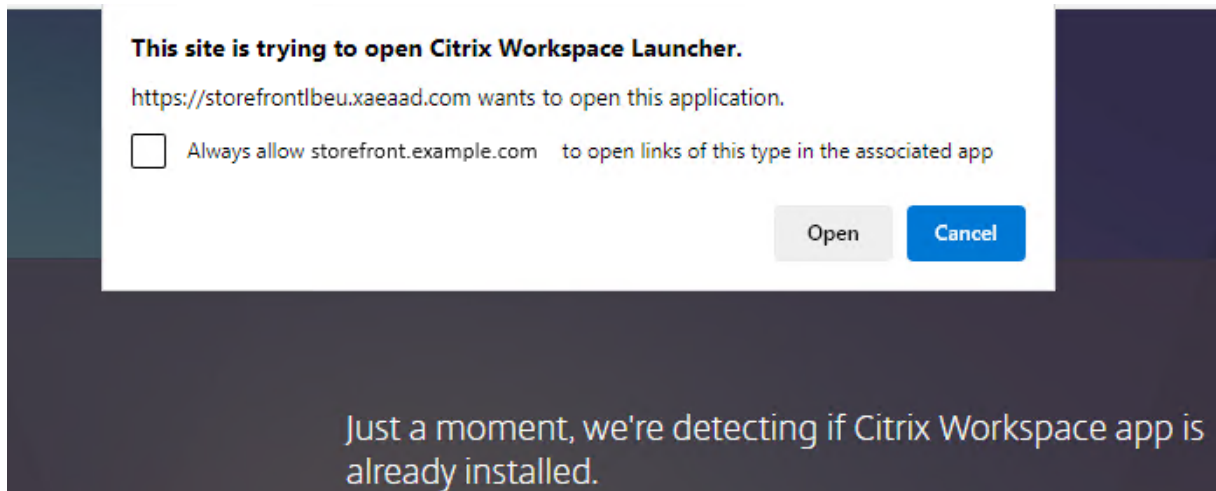 This site is trying to open Citrix Workspace Launcher.
https://storefrontlbeu.xaeaad.com wants to open this application.
Always allow storefront.example.com to open links of this type in the associated app
Open Cancel
Just a moment, we're detecting if Citrix Workspace app is
already installed.